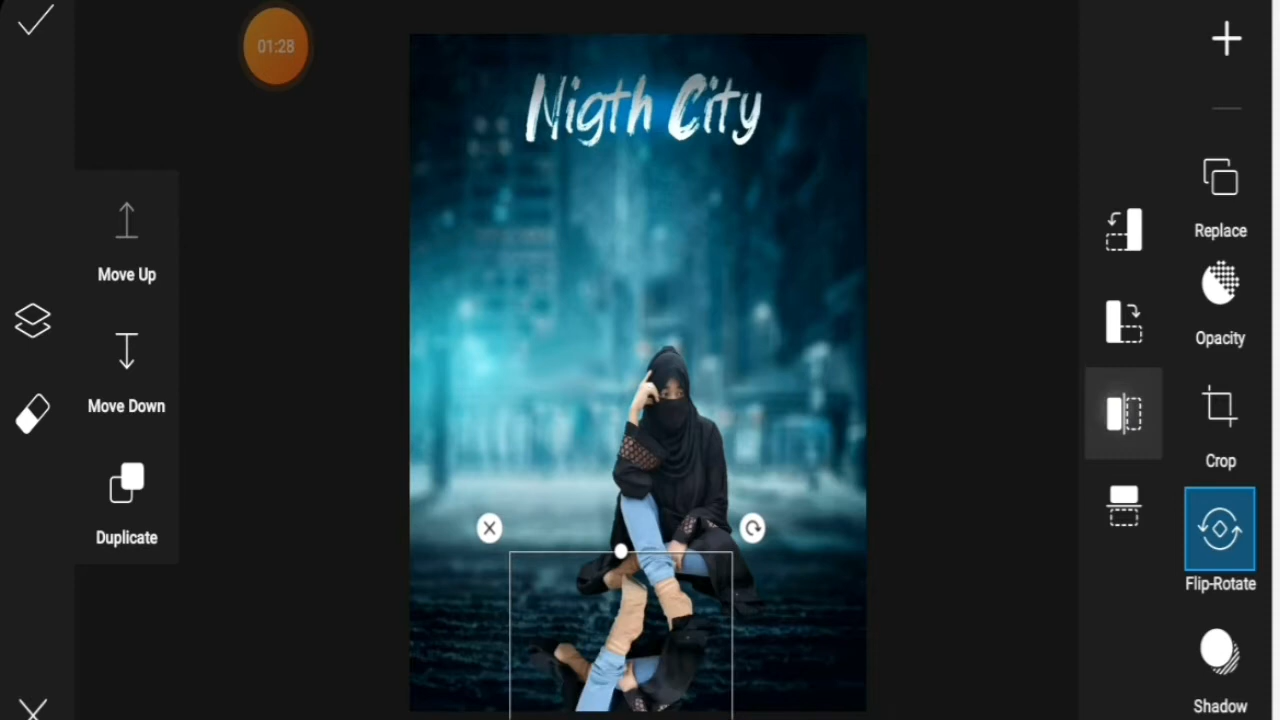 01:28
Nigth City
Move Up
Move Down
Duplicate
Replace
Opacity
Crop
Flip-Rotate
Shadow